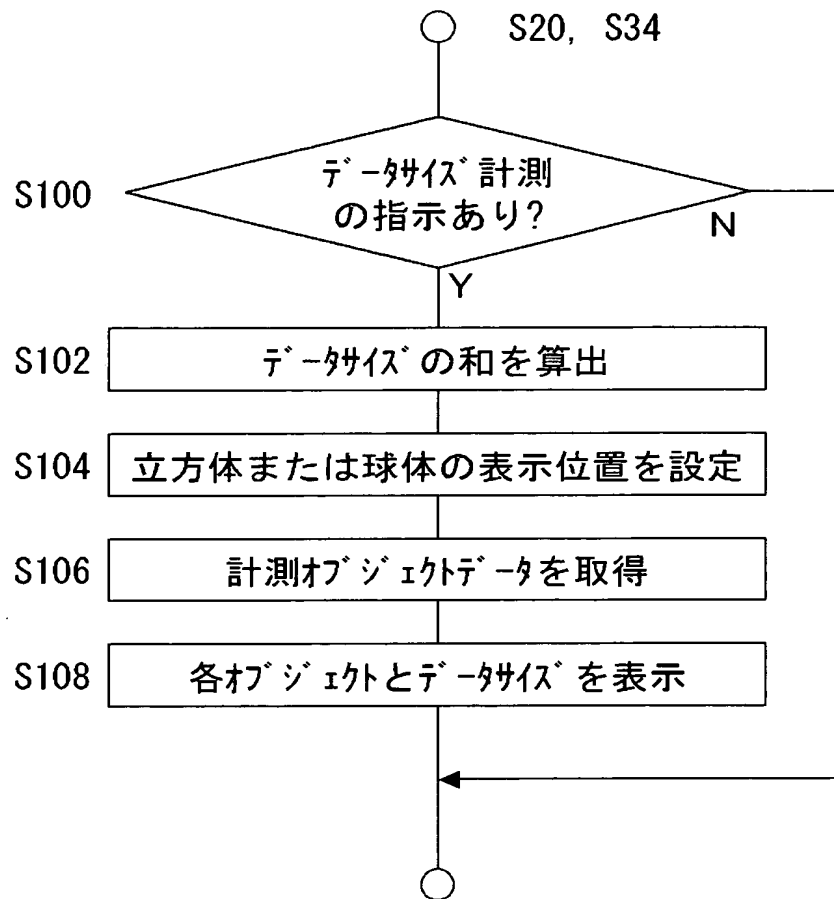 S20, S34
S100
ﾃﾞｰﾀｻｲｽﾞ計測
の指示あり?
N
Y
S102
ﾃﾞｰﾀｻｲｽﾞの和を算出
S104
立方体または球体の表示位置を設定
S106
計測ｵﾌﾞｼﾞｪｸﾄﾃﾞｰﾀを取得
S108
各ｵﾌﾞｼﾞｪｸﾄとﾃﾞｰﾀｻｲｽﾞを表示